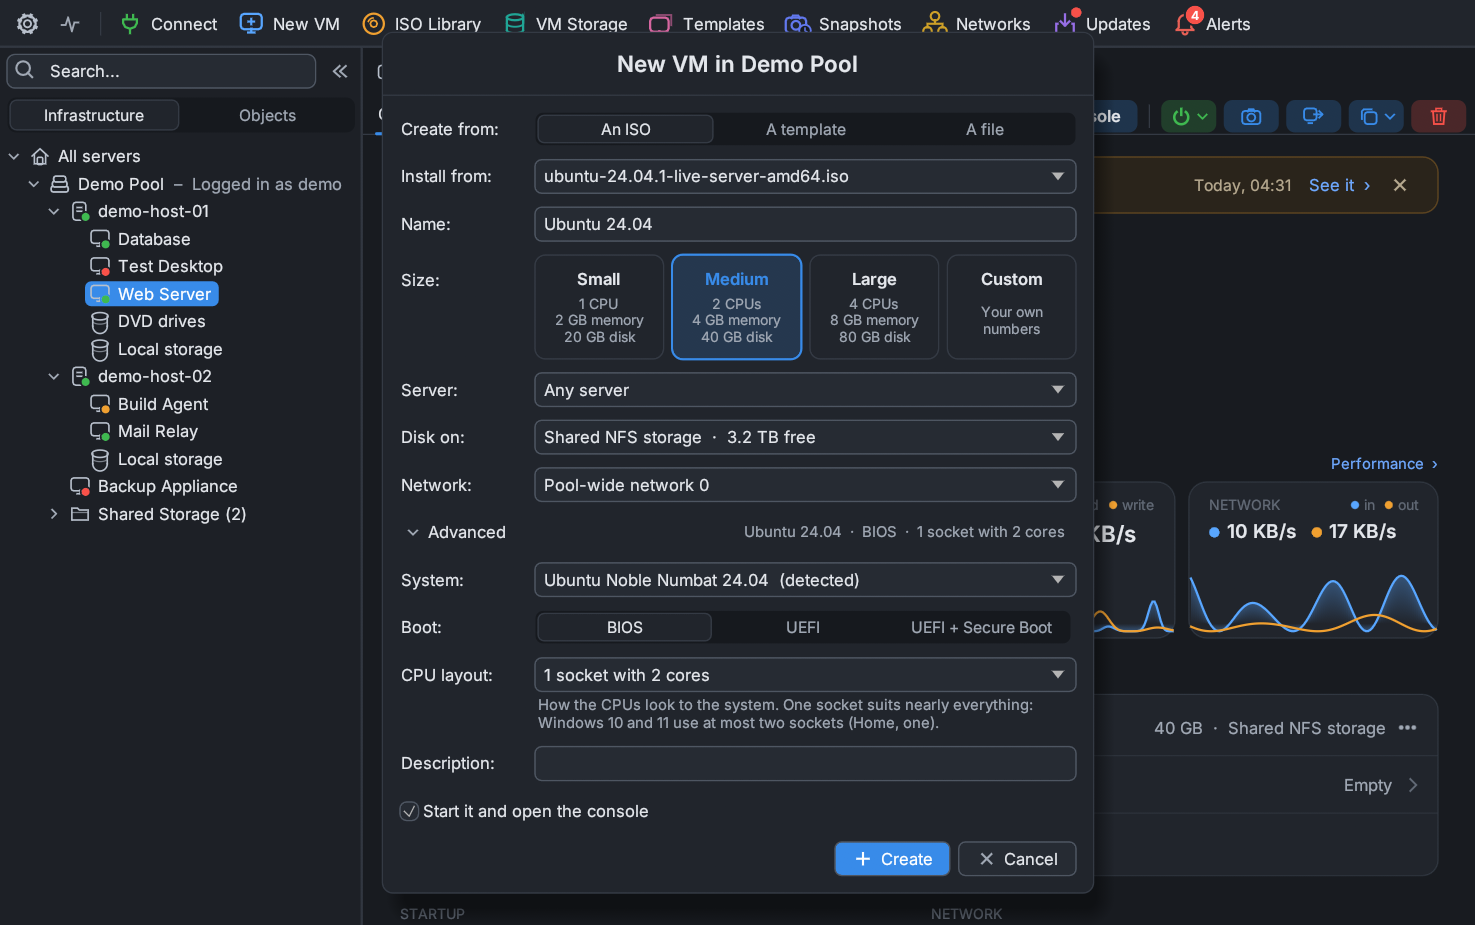 Connect
New VM
ISO Library
VM Storage
Templates
Snapshots
Networks
Updates
4
Alerts
Search...
Infrastructure
Objects
All servers
Demo Pool – Logged in as demo
demo-host-01
Database
Test Desktop
Web Server
DVD drives
Local storage
demo-host-02
Build Agent
Mail Relay
Local storage
Backup Appliance
Shared Storage (2)
New VM in Demo Pool
Create from:
An ISO
A template
A file
Install from:
ubuntu-24.04.1-live-server-amd64.iso
Name:
Ubuntu 24.04
Size:
Small
1 CPU
2 GB memory
20 GB disk
Medium
2 CPUs
4 GB memory
40 GB disk
Large
4 CPUs
8 GB memory
80 GB disk
Custom
Your own
numbers
Server:
Any server
Disk on:
Shared NFS storage · 3.2 TB free
Network:
Pool-wide network 0
Advanced
Ubuntu 24.04 · BIOS · 1 socket with 2 cores
System:
Ubuntu Noble Numbat 24.04 (detected)
Boot:
BIOS
UEFI
UEFI + Secure Boot
CPU layout:
1 socket with 2 cores
How the CPUs look to the system. One socket suits nearly everything:
Windows 10 and 11 use at most two sockets (Home, one).
Description:
Start it and open the console
Create
Cancel
Today, 04:31
See it ›
Performance ›
write
KB/s
NETWORK
in
out
10 KB/s
17 KB/s
40 GB · Shared NFS storage
Empty
STARTUP
NETWORK